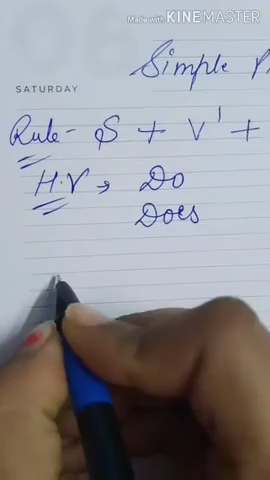 Made with KINEMASTER
Simple
SATURDAY
Rule - S + V¹ +
H.V → Do
Does